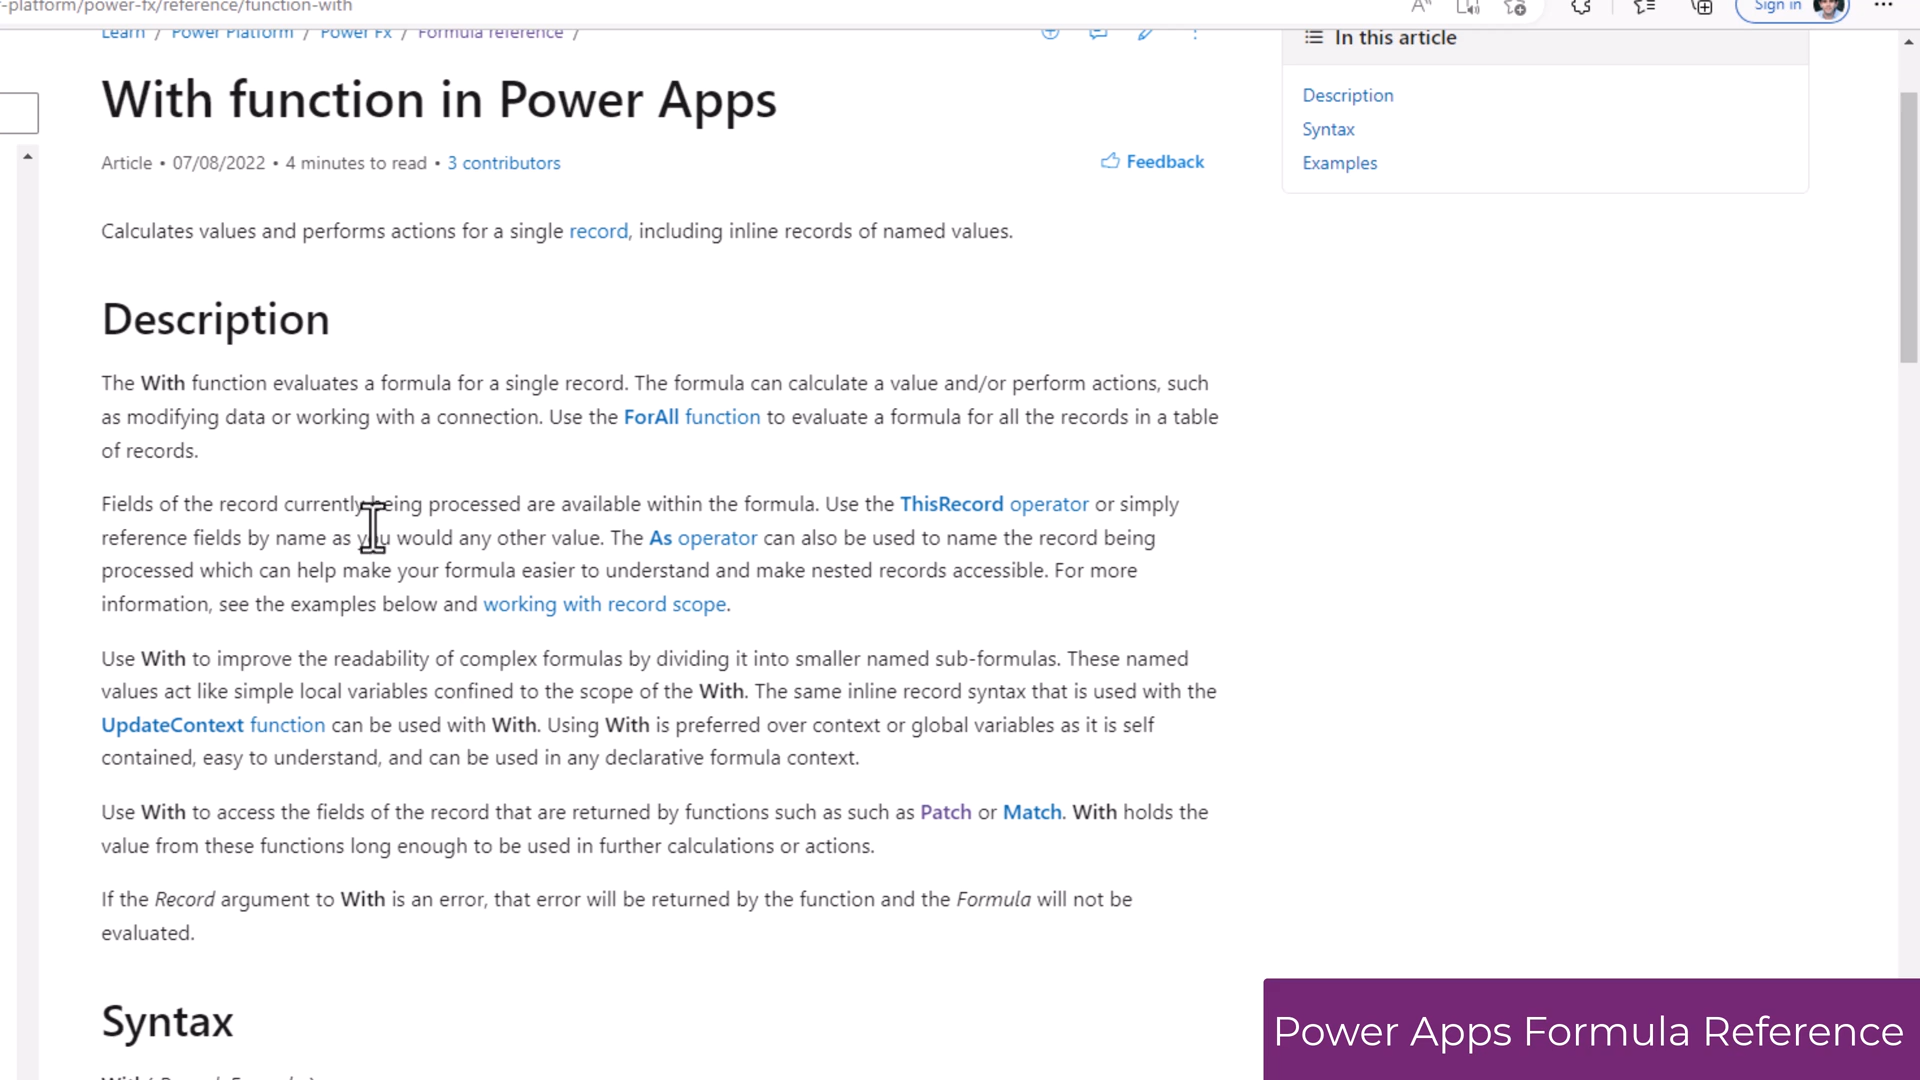 -platform/power-fx/reference/function-with
A
Sign in
Learn / Power Platform / Power Fx / Formula reference /
In this article
With function in Power Apps
Description
Syntax
Examples
Article • 07/08/2022 • 4 minutes to read • 3 contributors
Feedback
Calculates values and performs actions for a single record, including inline records of named values.
Description
The With function evaluates a formula for a single record. The formula can calculate a value and/or perform actions, such
as modifying data or working with a connection. Use the ForAll function to evaluate a formula for all the records in a table
of records.
Fields of the record currently being processed are available within the formula. Use the ThisRecord operator or simply
reference fields by name as you would any other value. The As operator can also be used to name the record being
processed which can help make your formula easier to understand and make nested records accessible. For more
information, see the examples below and working with record scope.
Use With to improve the readability of complex formulas by dividing it into smaller named sub-formulas. These named
values act like simple local variables confined to the scope of the With. The same inline record syntax that is used with the
UpdateContext function can be used with With. Using With is preferred over context or global variables as it is self
contained, easy to understand, and can be used in any declarative formula context.
Use With to access the fields of the record that are returned by functions such as such as Patch or Match. With holds the
value from these functions long enough to be used in further calculations or actions.
If the Record argument to With is an error, that error will be returned by the function and the Formula will not be
evaluated.
Syntax
Power Apps Formula Reference